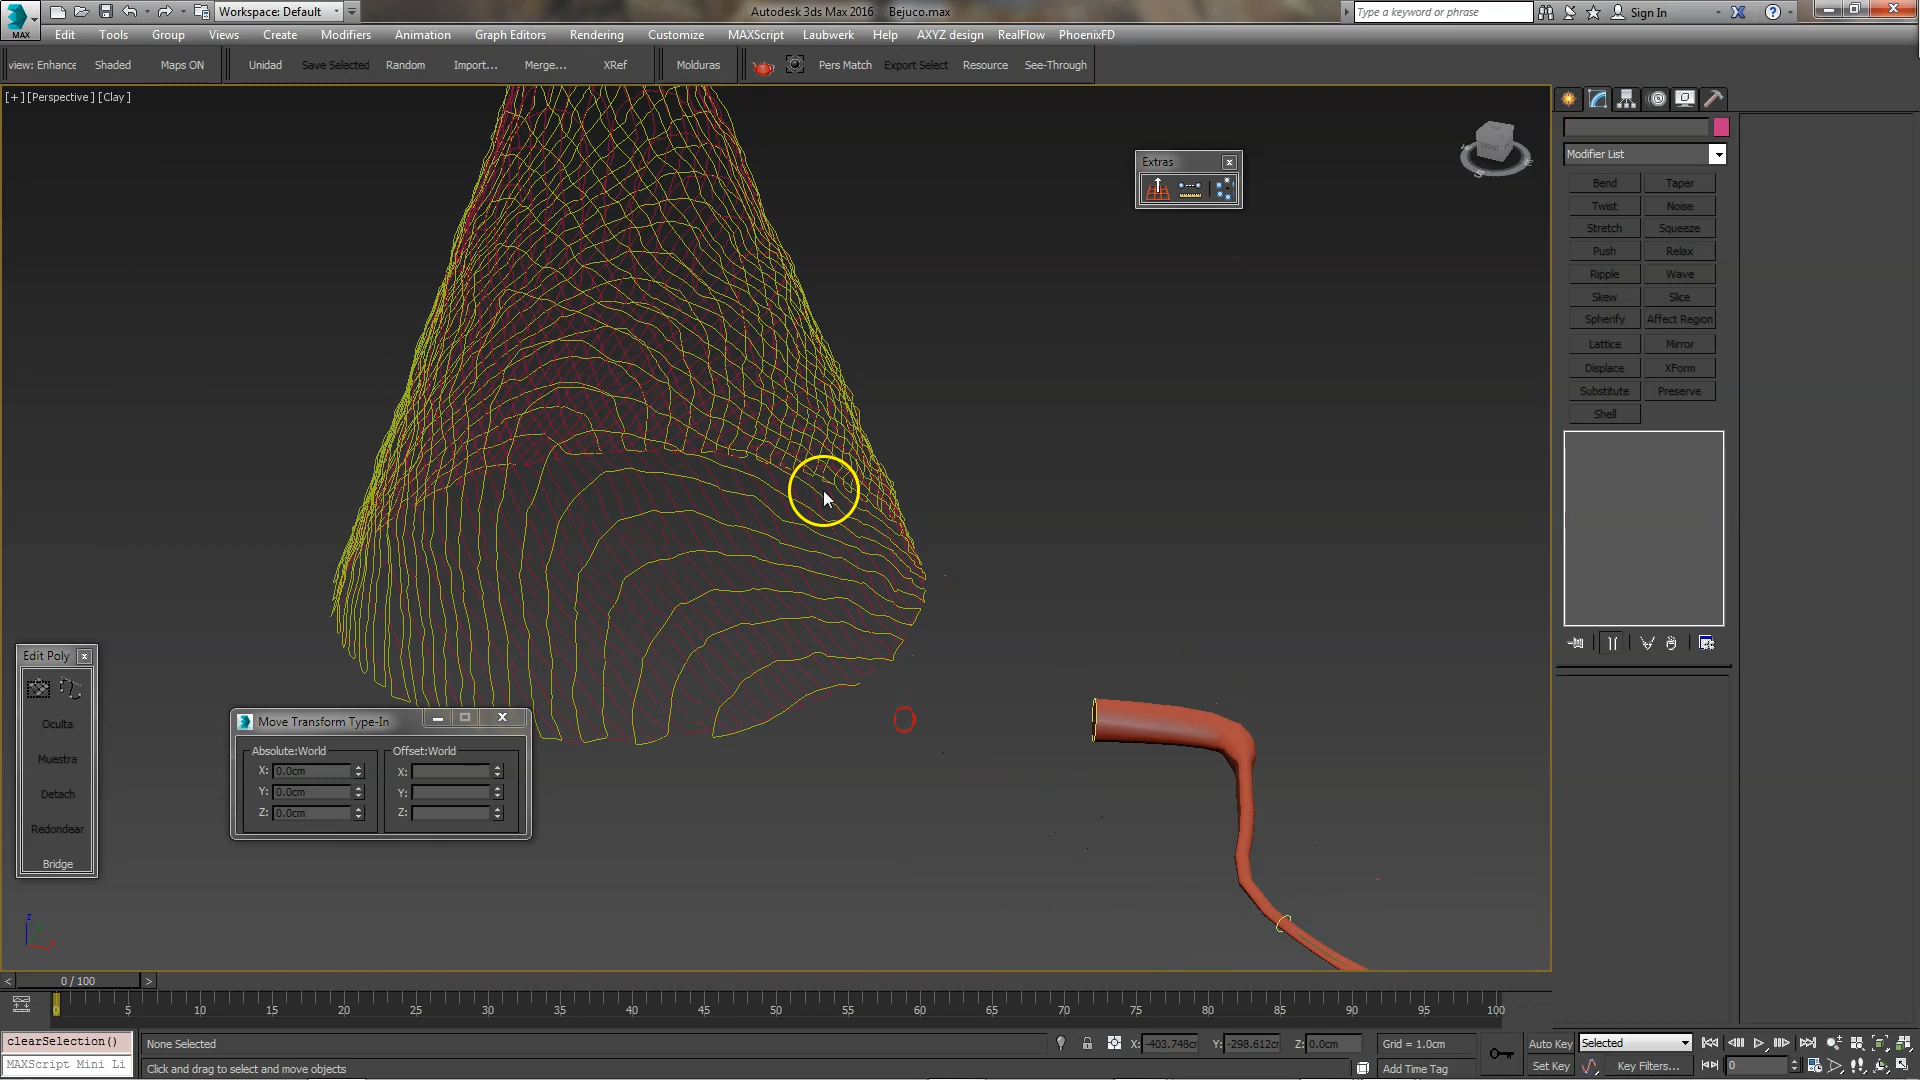 Workspace: Default
Autodesk 3ds Max 2016 Bejuco.max
Type a keyword or phrase
Sign In
MAX
Edit Tools Group Views Create Modifiers Animation Graph Editors Rendering Customize MAXScript Laubwerk Help AXYZ design RealFlow PhoenixFD
view: Enhance Shaded Maps ON Unidad Save Selected Random Import... Merge... XRef Molduras Pers Match Export Select Resource See-Through
[+] [Perspective] [Clay]
FRONT
Extras
Modifier List
Bend Taper
Twist Noise
Stretch Squeeze
Push Relax
Ripple Wave
Skew Slice
Spherify Affect Region
Lattice Mirror
Displace XForm
Substitute Preserve
Shell
Edit Poly
Oculta
Muestra
Detach
Redondear
Bridge
Move Transform Type-In
Absolute:World Offset:World
X: 0.0cm X:
Y: 0.0cm Y:
Z: 0.0cm Z:
z
< 0 / 100 >
0 5 10 15 20 25 30 35 40 45 50 55 60 65 70 75 80 85 90 95 100
clearSelection() None Selected X: -403.748cm Y: -298.612cm Z: 0.0cm Grid = 1.0cm Auto Key Selected
MAXScript Mini Li Click and drag to select and move objects Add Time Tag Set Key Key Filters... 0